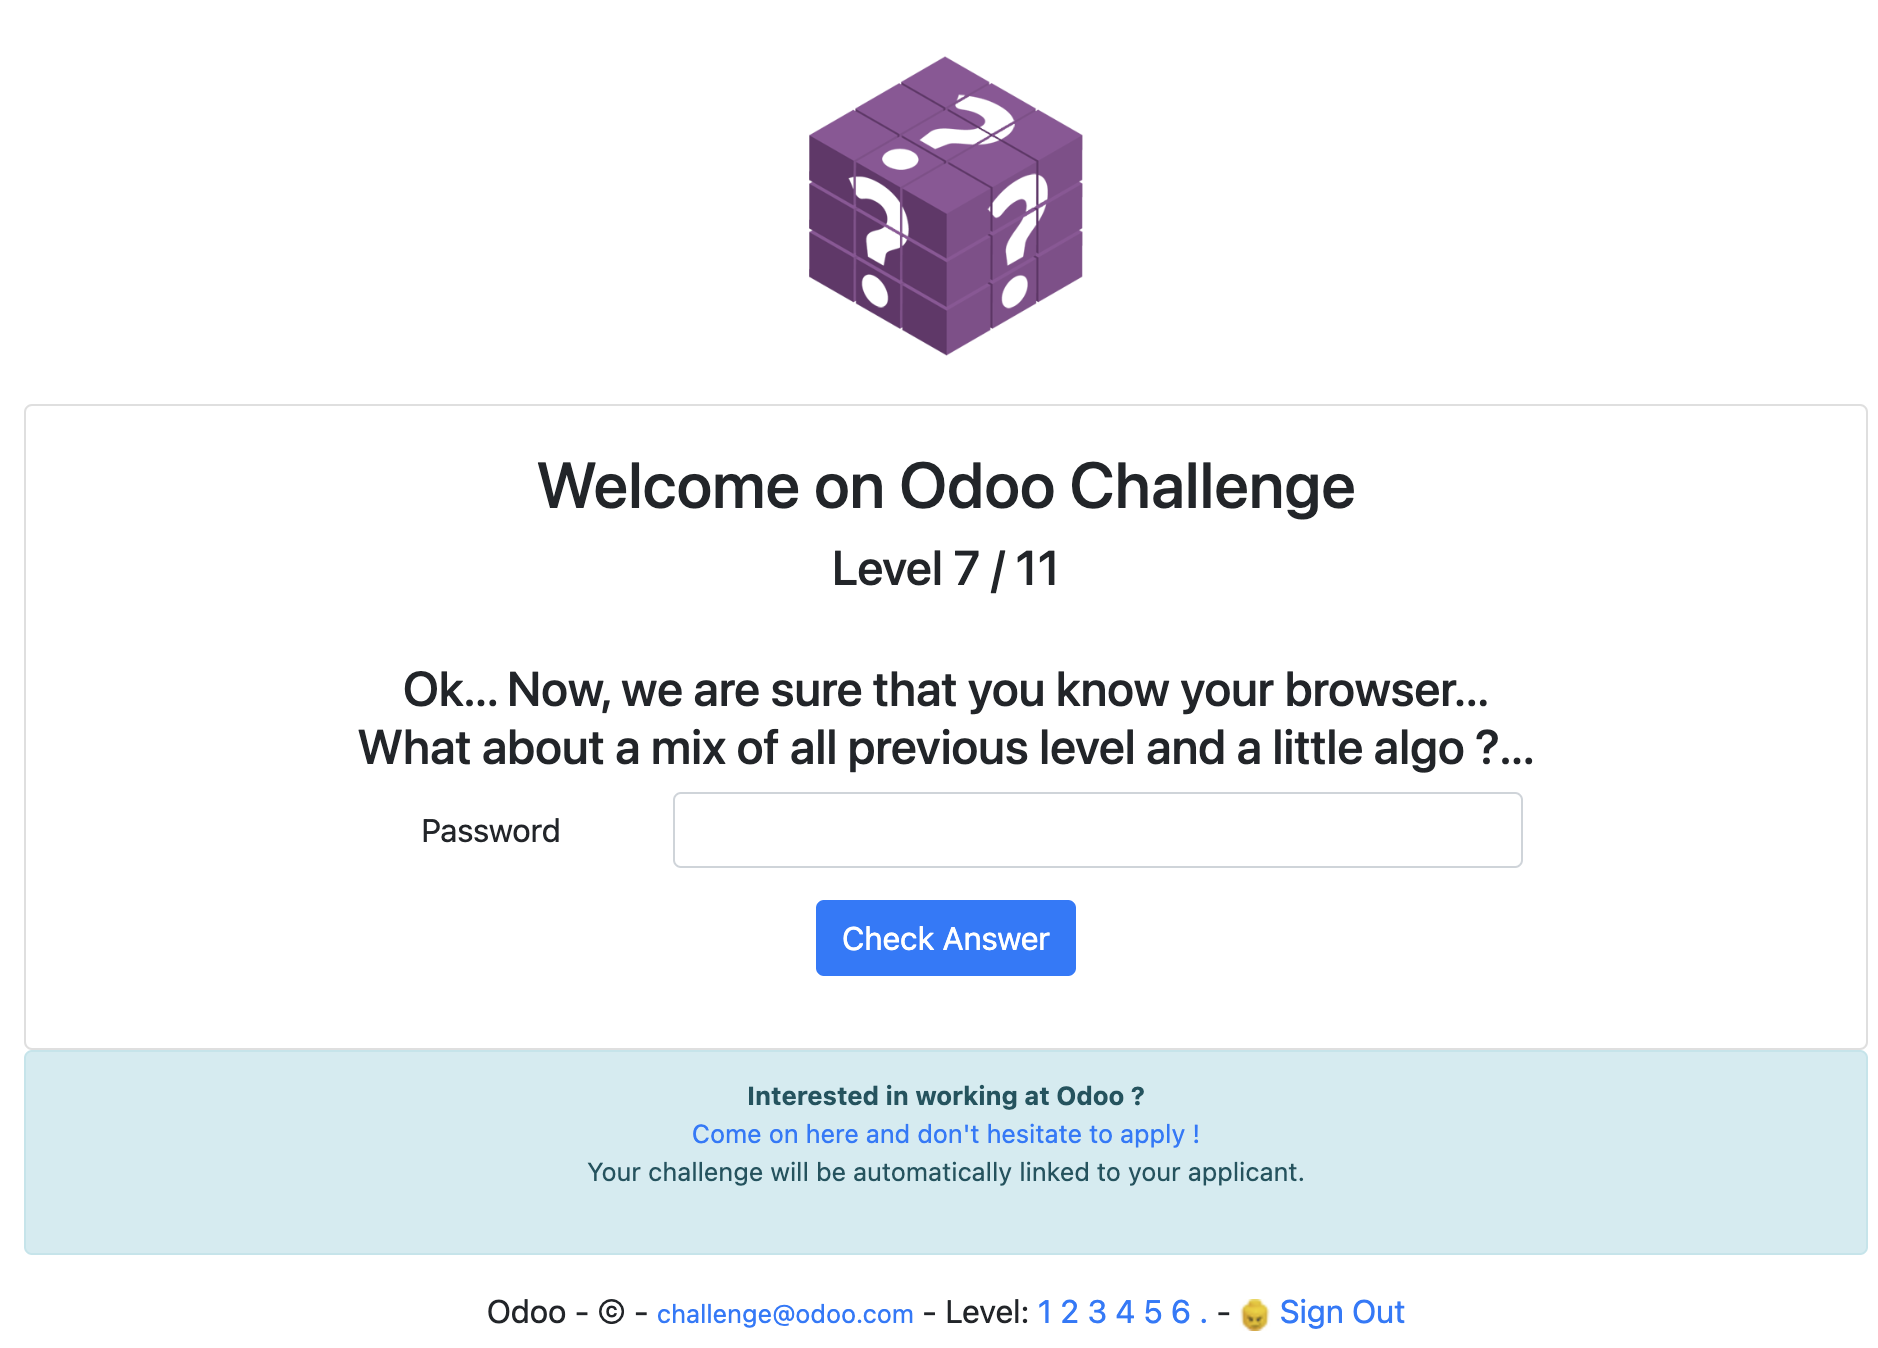 Welcome on Odoo Challenge
Level 7 / 11
Ok... Now, we are sure that you know your browser...
What about a mix of all previous level and a little algo ?...
Password
Check Answer
Interested in working at Odoo ?
Come on here and don't hesitate to apply !
Your challenge will be automatically linked to your applicant.
Odoo - © - challenge@odoo.com - Level: 1 2 3 4 5 6 . - Sign Out